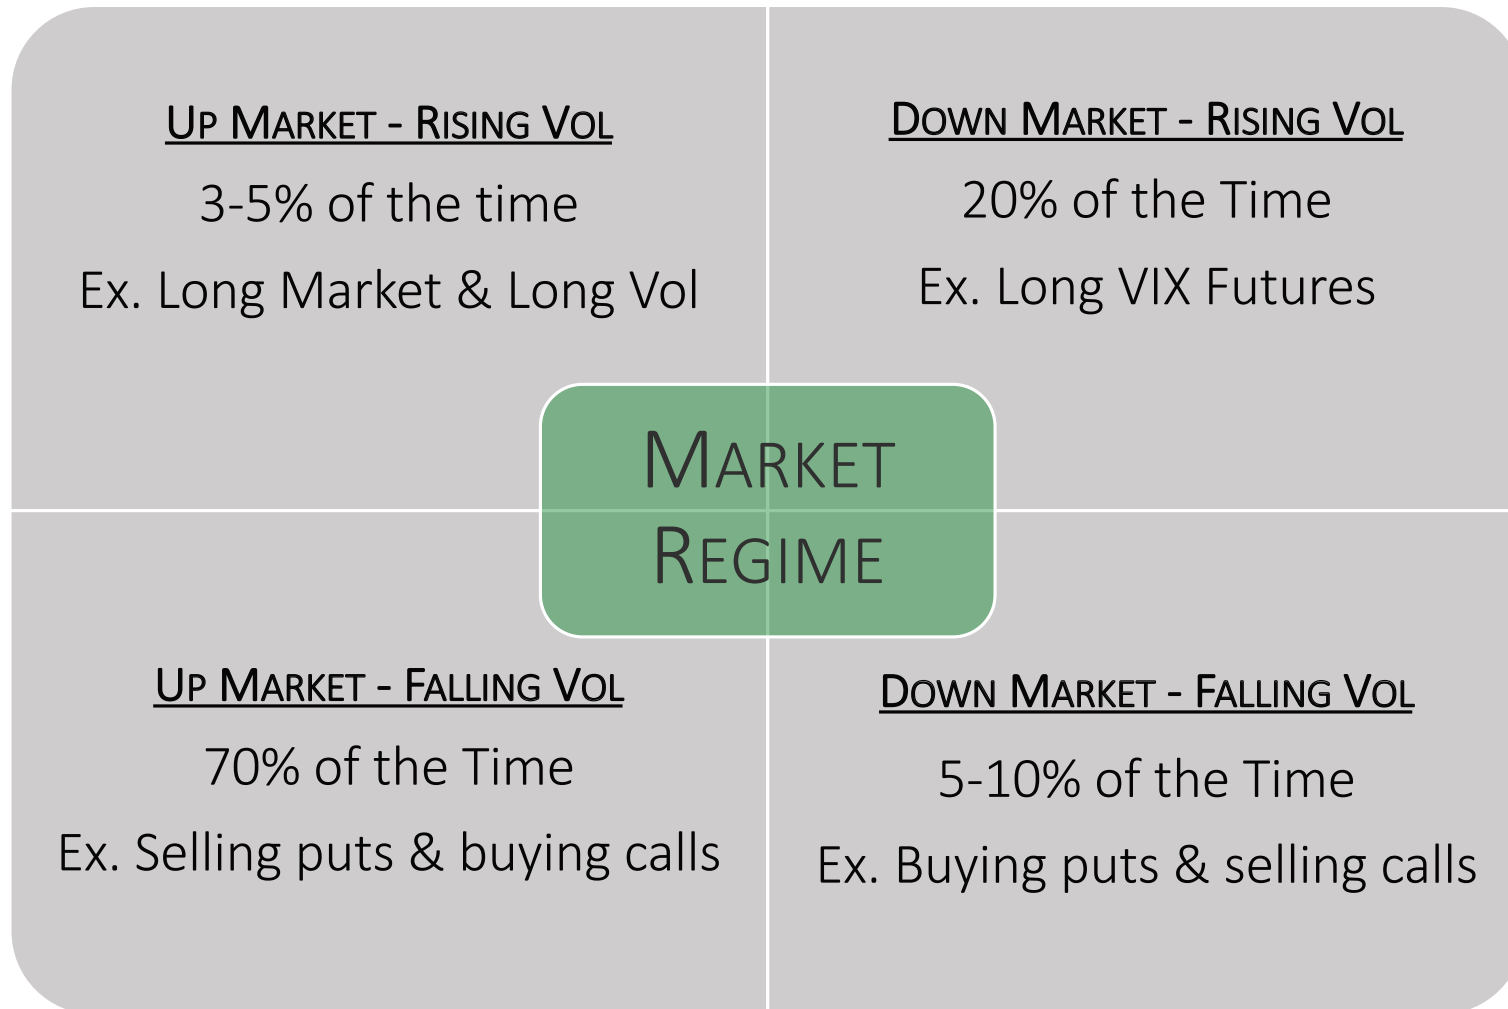 UP MARKET - RISING VOL
3-5% of the time
Ex. Long Market & Long Vol
DOWN MARKET - RISING VOL
20% of the Time
Ex. Long VIX Futures
MARKET
REGIME
UP MARKET - FALLING VOL
70% of the Time
Ex. Selling puts & buying calls
DOWN MARKET - FALLING VOL
5-10% of the Time
Ex. Buying puts & selling calls